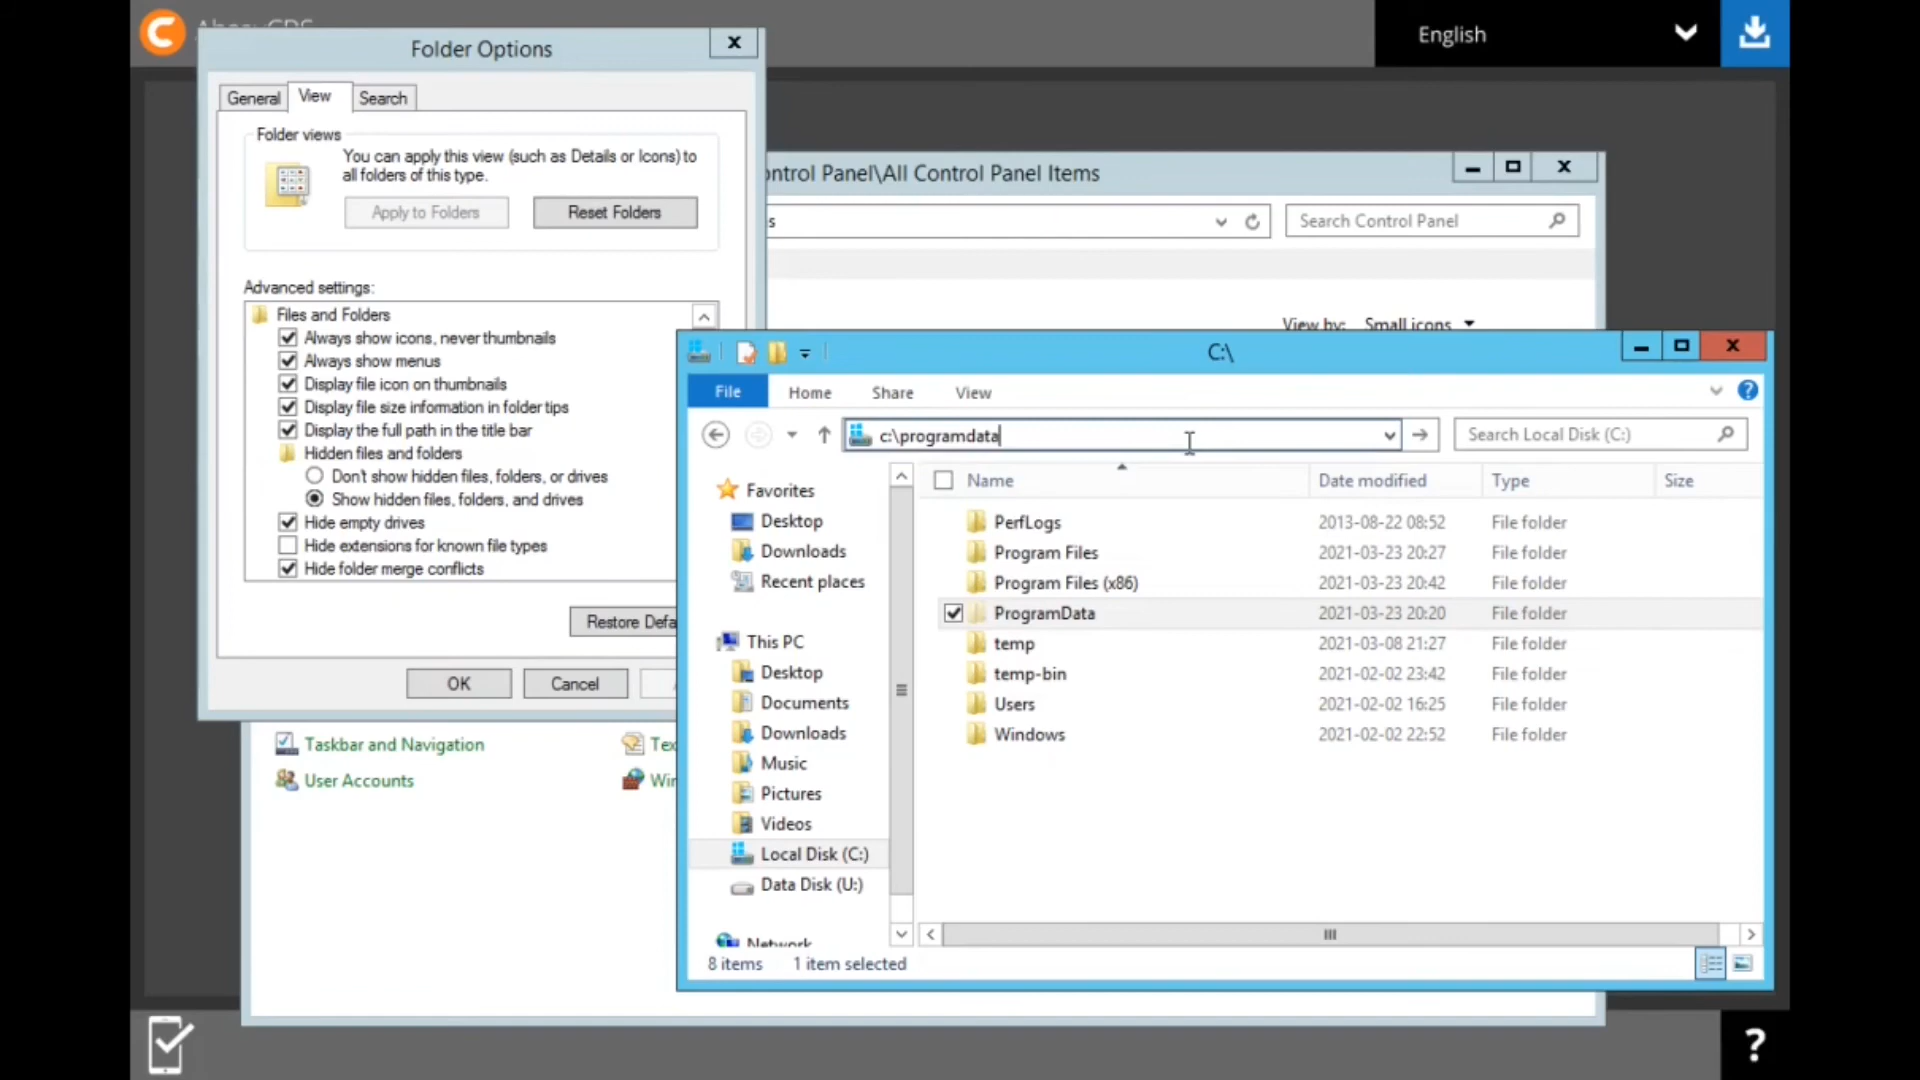 English
Folder Options
General
View
Search
Folder views
You can apply this view (such as Details or Icons) to
all folders of this type.
Apply to Folders
Reset Folders
Advanced settings:
Files and Folders
Always show icons, never thumbnails
Always show menus
Display file icon on thumbnails
Display file size information in folder tips
Display the full path in the title bar
Hidden files and folders
Don't show hidden files, folders, or drives
Show hidden files, folders, and drives
Hide empty drives
Hide extensions for known file types
Hide folder merge conflicts
Restore Defa
OK
Cancel
ntrol Panel\All Control Panel Items
s
Search Control Panel
View by:
Small icons
Taskbar and Navigation
User Accounts
Tex
Win
C:\
File
Home
Share
View
c:\programdata
Search Local Disk (C:)
Favorites
Desktop
Downloads
Recent places
This PC
Desktop
Documents
Downloads
Music
Pictures
Videos
Local Disk (C:)
Data Disk (U:)
Network
Name Date modified Type Size
PerfLogs 2013-08-22 08:52 File folder
Program Files 2021-03-23 20:27 File folder
Program Files (x86) 2021-03-23 20:42 File folder
ProgramData 2021-03-23 20:20 File folder
temp 2021-03-08 21:27 File folder
temp-bin 2021-02-02 23:42 File folder
Users 2021-02-02 16:25 File folder
Windows 2021-02-02 22:52 File folder
8 items 1 item selected
?